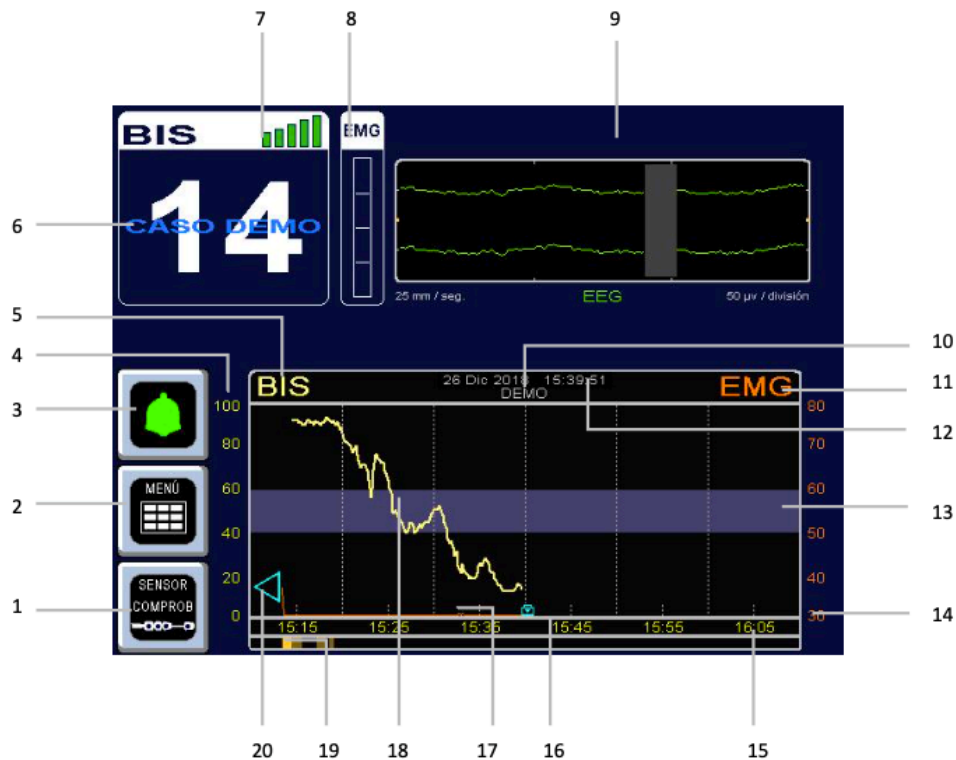 7 8 9
BIS EMG
14
CASO DEMO
6
25 mm / seg. EEG 50 µv / división
5
4
3
BIS 26 Dic 2018 15:39:51 EMG
DEMO
10
11
12
100 80
80 70
60 60
40 50
20 40
0 30
MENÚ
2
13
SENSOR
COMPROB
1
14
15:15 15:25 15:35 15:45 15:55 16:05
20 19 18 17 16 15